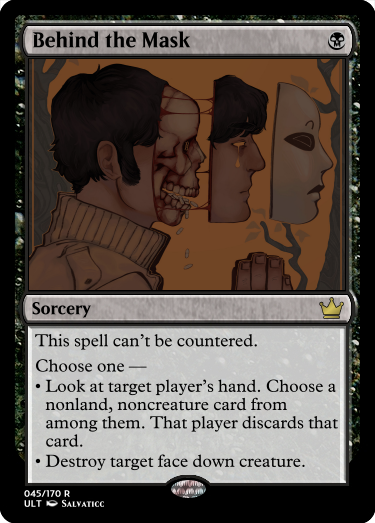 Behind the Mask
Sorcery
This spell can't be countered.
Choose one —
• Look at target player's hand. Choose a
nonland, noncreature card from
among them. That player discards that
card.
• Destroy target face down creature.
045/170 R
ULT SALVATICC